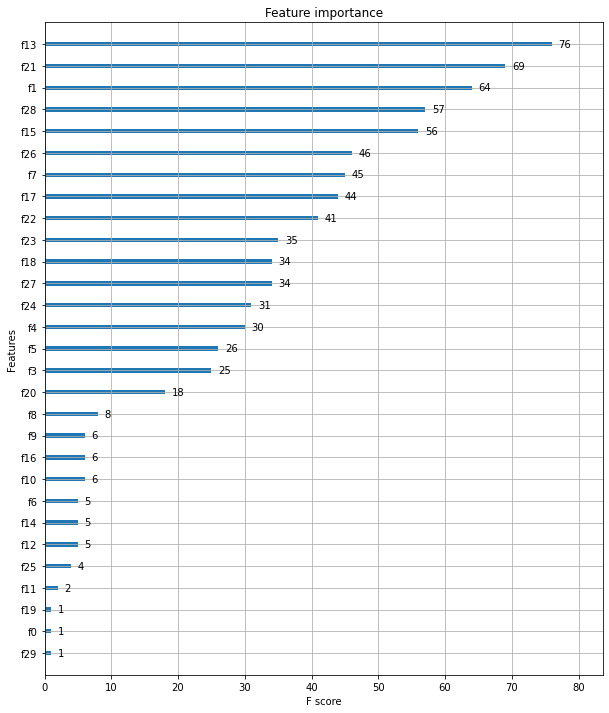 Feature importance
Features
f13 76
f21 69
f1 64
f28 57
f15 56
f26 46
f7 45
f17 44
f22 41
f23 35
f18 34
f27 34
f24 31
f4 30
f5 26
f3 25
f20 18
f8 8
f9 6
f16 6
f10 6
f6 5
f14 5
f12 5
f25 4
f11 2
f19 1
f0 1
f29 1
0 10 20 30 40 50 60 70 80
F score